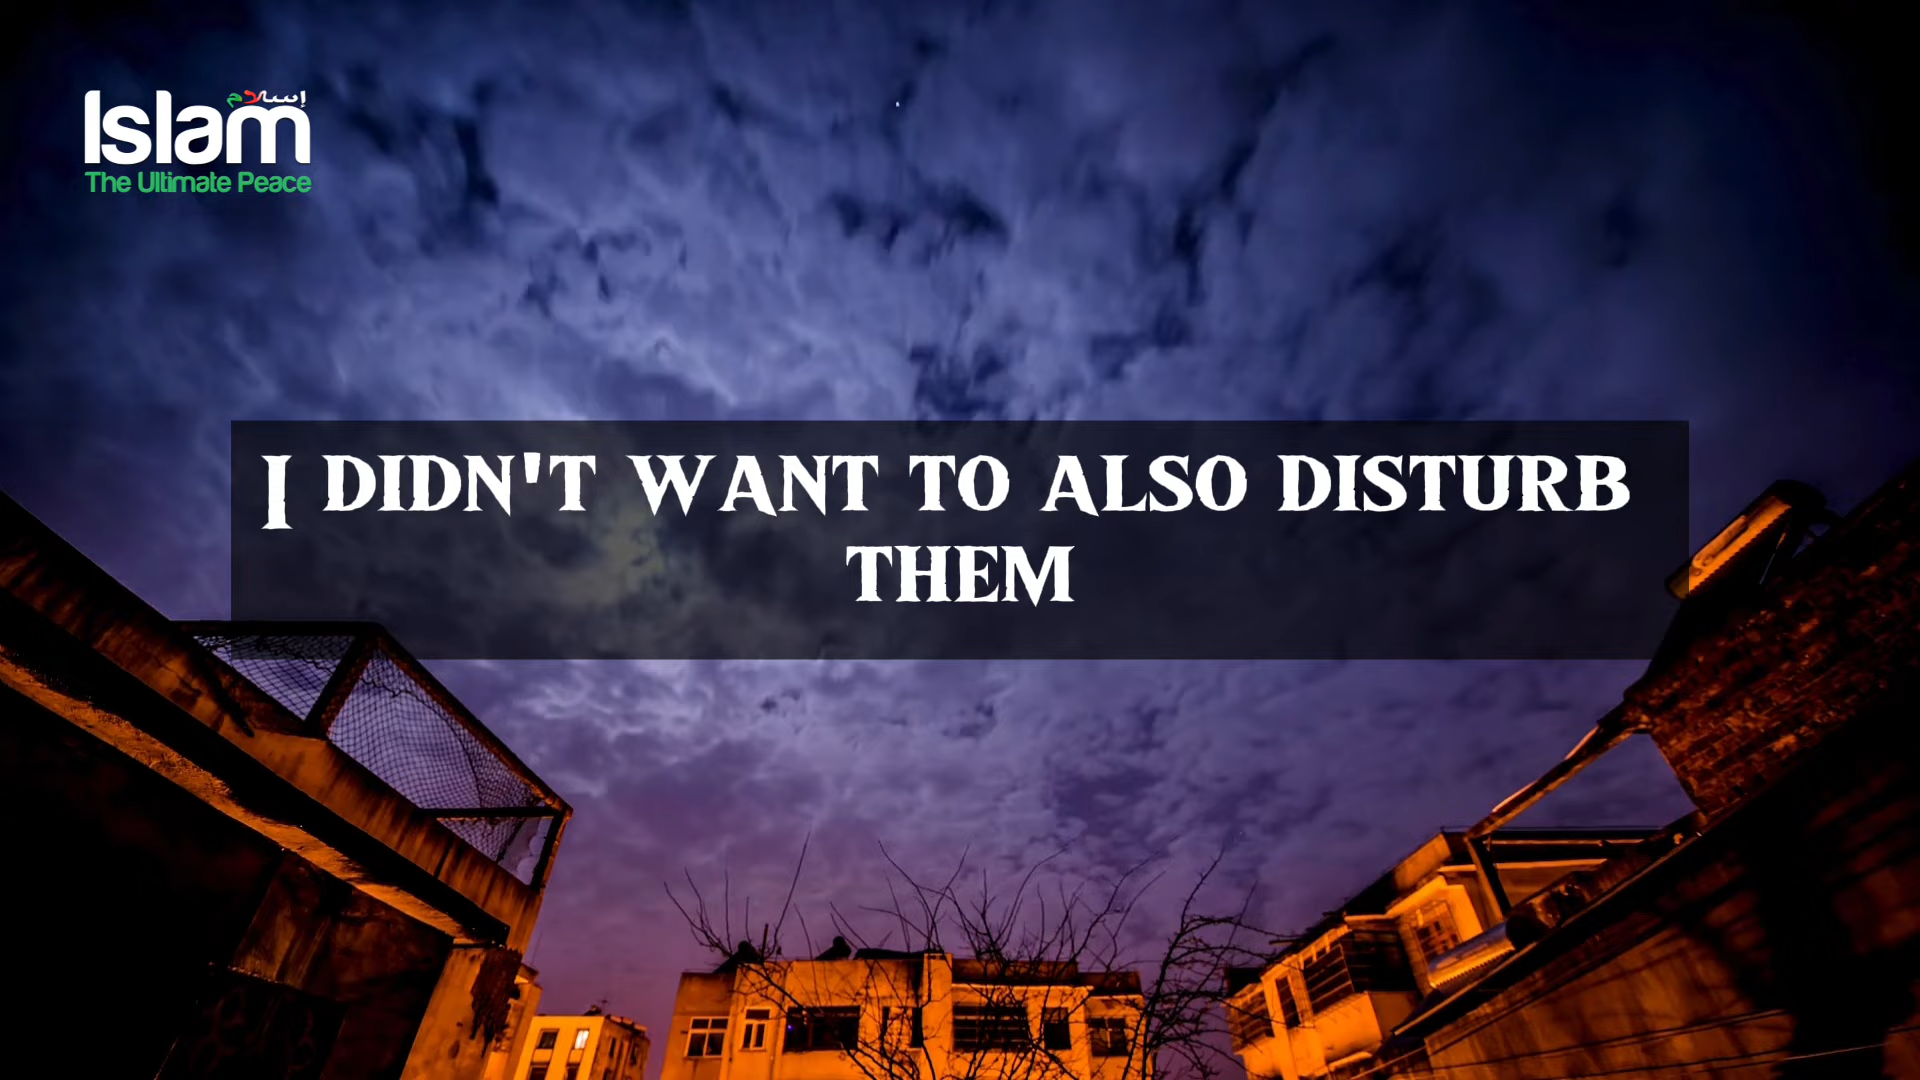 إسلام
Islam
The Ultimate Peace
I DIDN'T WANT TO ALSO DISTURB
THEM